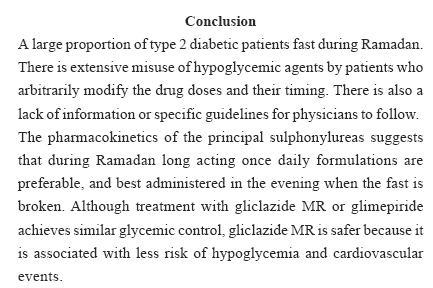 Conclusion
A large proportion of type 2 diabetic patients fast during Ramadan.
There is extensive misuse of hypoglycemic agents by patients who
arbitrarily modify the drug doses and their timing. There is also a
lack of information or specific guidelines for physicians to follow.
The pharmacokinetics of the principal sulphonylureas suggests
that during Ramadan long acting once daily formulations are
preferable, and best administered in the evening when the fast is
broken. Although treatment with gliclazide MR or glimepiride
achieves similar glycemic control, gliclazide MR is safer because it
is associated with less risk of hypoglycemia and cardiovascular
events.